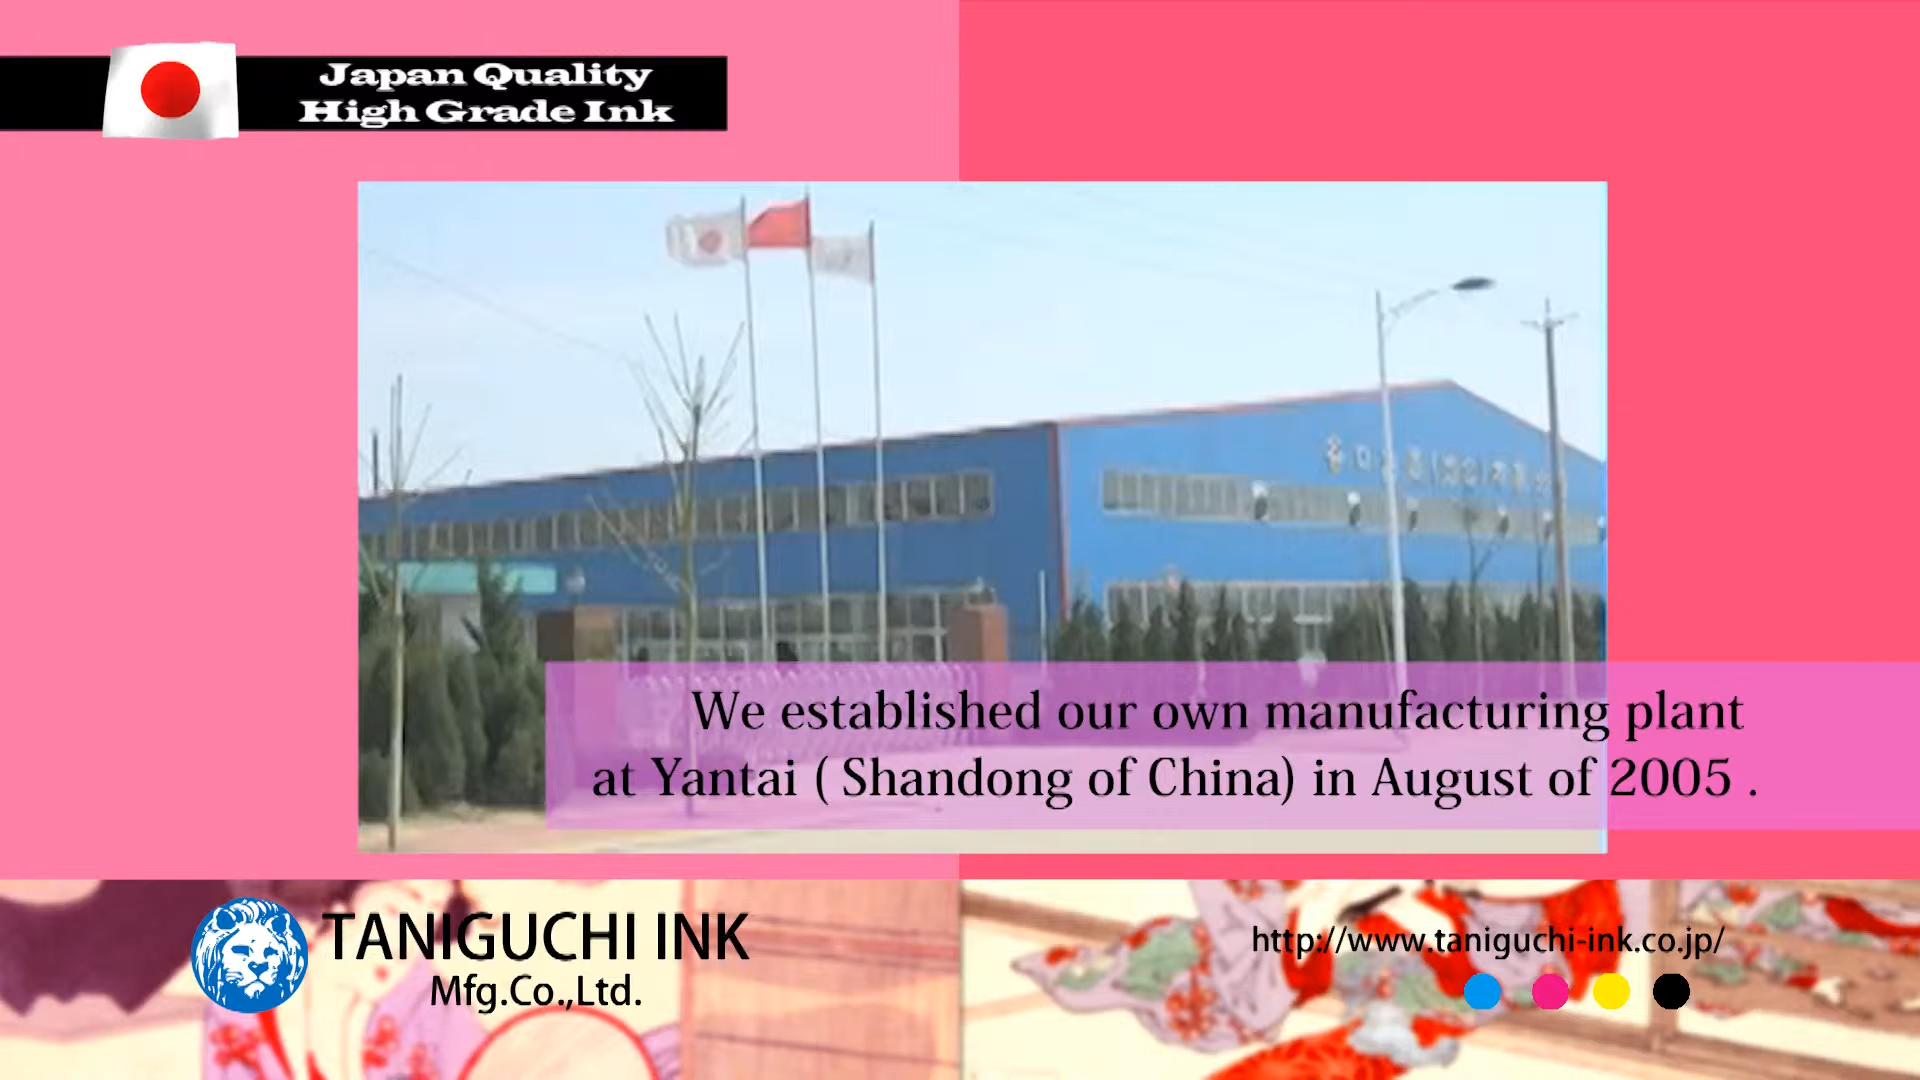 Japan Quality
High Grade Ink
We established our own manufacturing plant
at Yantai ( Shandong of China) in August of 2005 .
TANIGUCHI INK
Mfg.Co.,Ltd.
http://www.taniguchi-ink.co.jp/